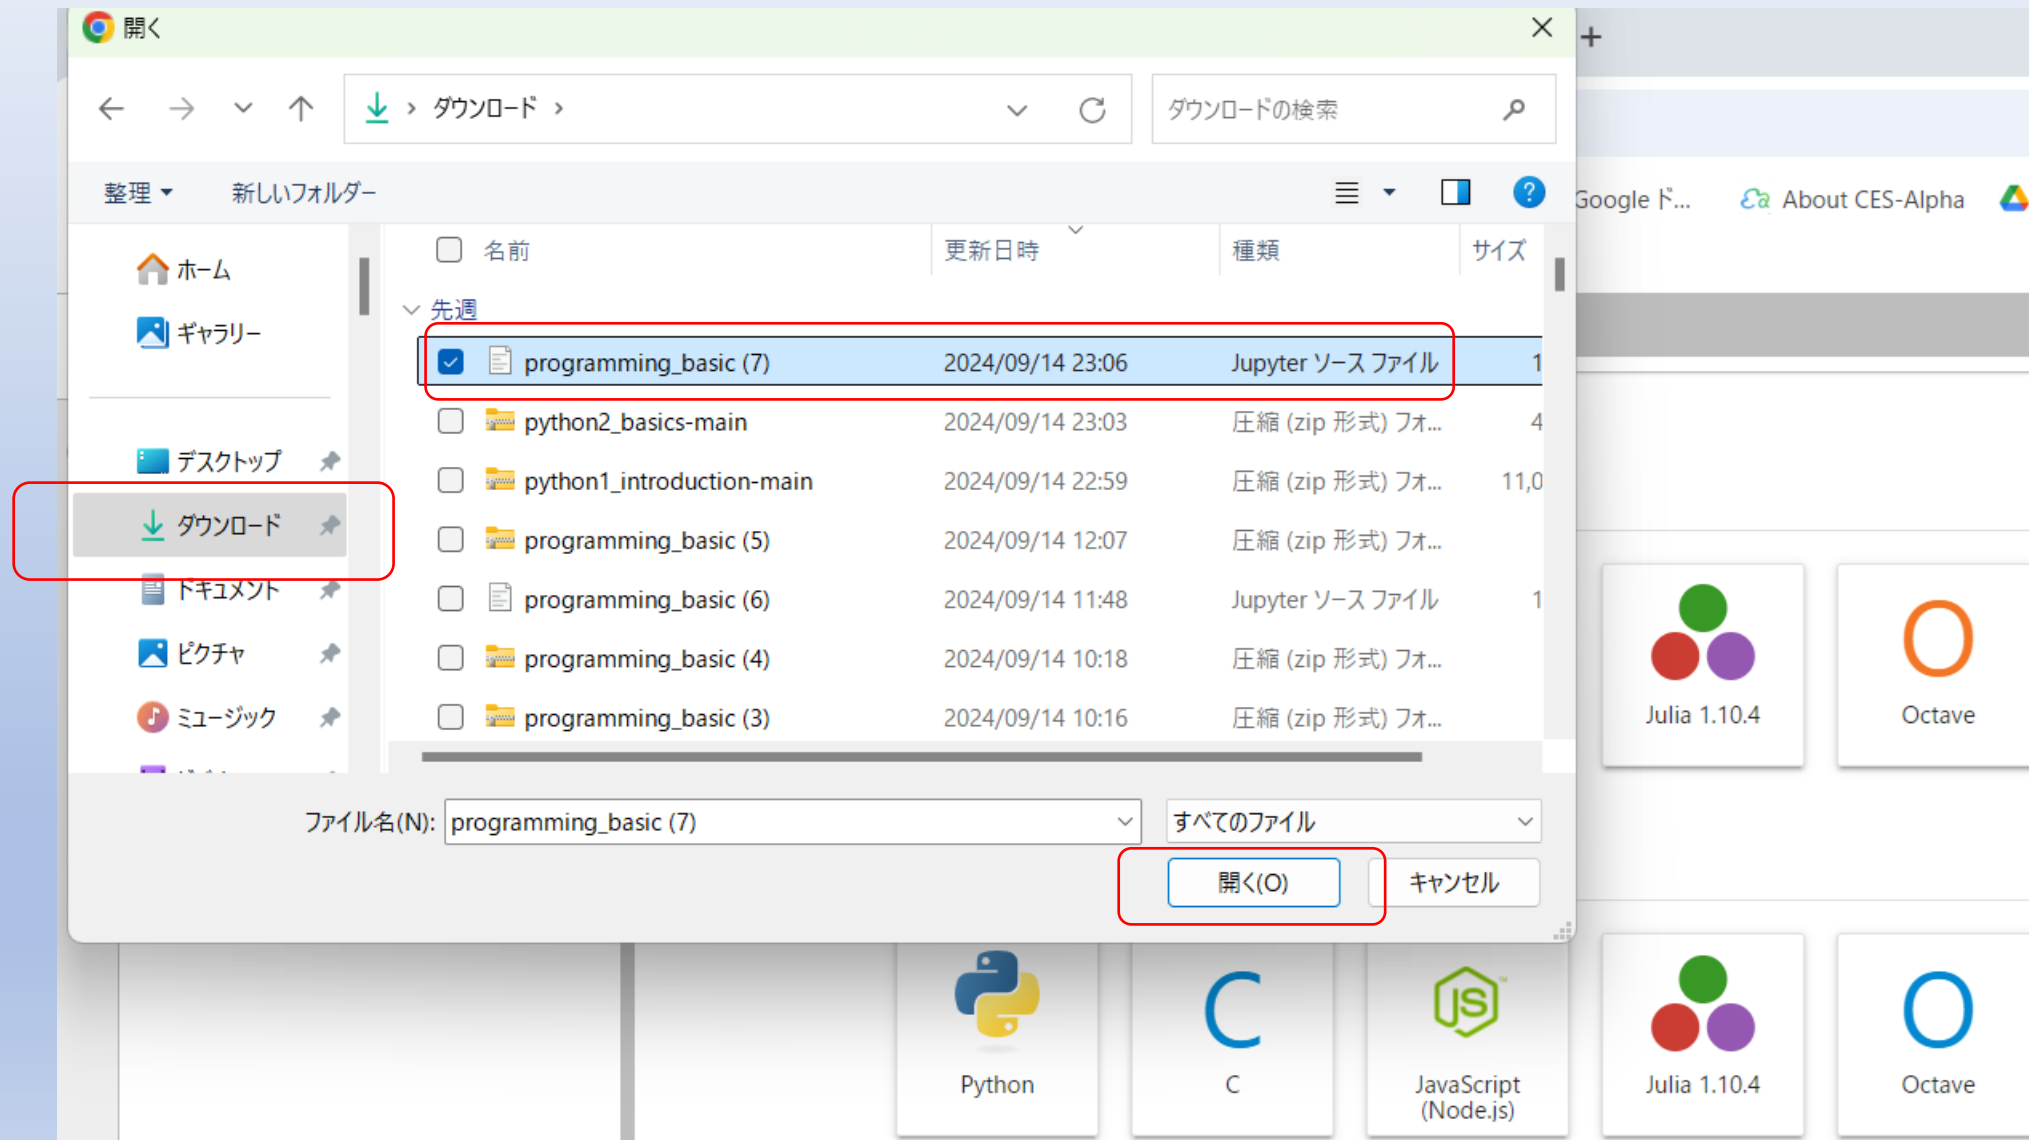 開く
ダウンロード
ダウンロードの検索
整理
新しいフォルダー
Google ド...
About CES-Alpha
名前
更新日時
種類
サイズ
ホーム
ギャラリー
デスクトップ
ダウンロード
ドキュメント
ピクチャ
ミュージック
先週
programming_basic (7) 2024/09/14 23:06 Jupyter ソース ファイル 1
python2_basics-main 2024/09/14 23:03 圧縮 (zip 形式) フォ... 4
python1_introduction-main 2024/09/14 22:59 圧縮 (zip 形式) フォ... 11,0
programming_basic (5) 2024/09/14 12:07 圧縮 (zip 形式) フォ...
programming_basic (6) 2024/09/14 11:48 Jupyter ソース ファイル 1
programming_basic (4) 2024/09/14 10:18 圧縮 (zip 形式) フォ...
programming_basic (3) 2024/09/14 10:16 圧縮 (zip 形式) フォ...
ファイル名(N): programming_basic (7)
すべてのファイル
開く(O)
キャンセル
Julia 1.10.4
Octave
Python
C
JavaScript
(Node.js)
Julia 1.10.4
Octave